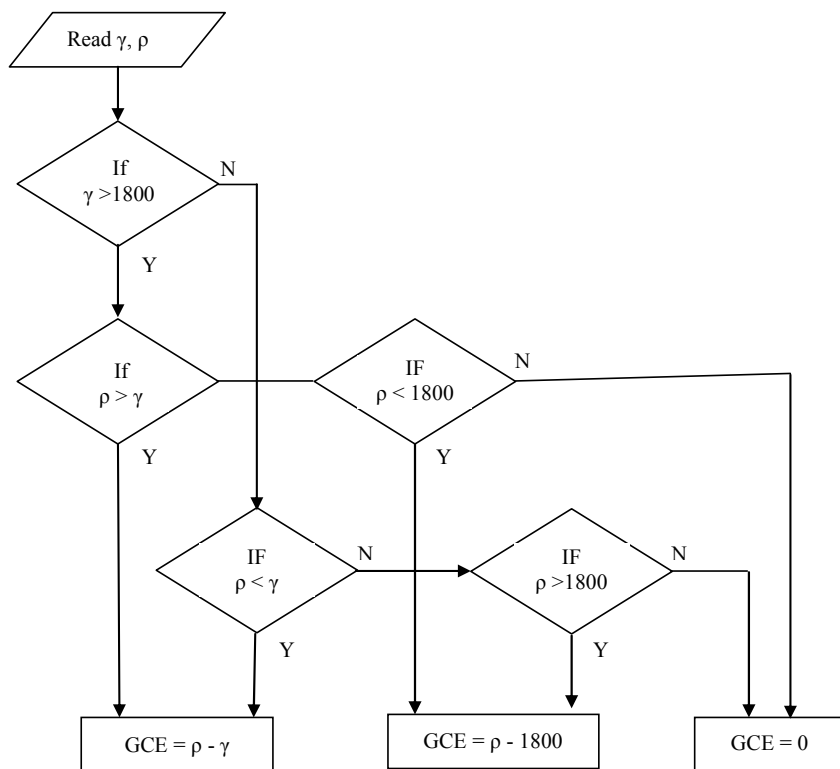 Read γ, ρ
If
γ >1800
N
Y
If
ρ > γ
Y
IF
ρ < 1800
N
Y
IF
ρ < γ
N
Y
IF
ρ >1800
N
Y
GCE = ρ - γ
GCE = ρ - 1800
GCE = 0